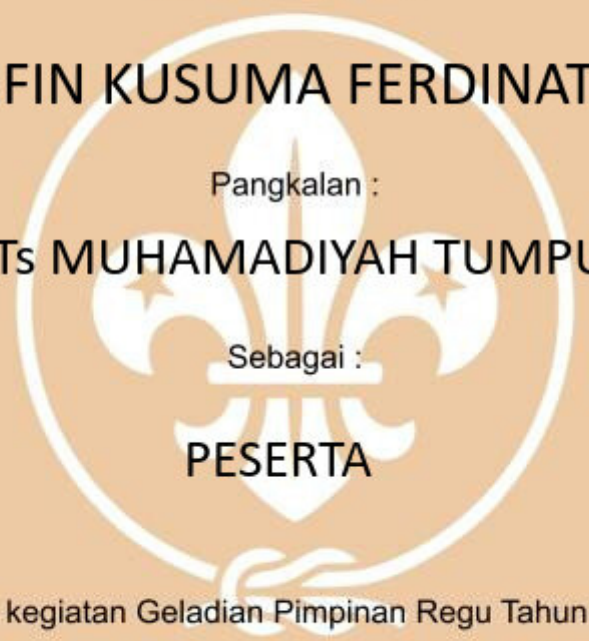 FIN KUSUMA FERDINAT
Pangkalan :
Ts MUHAMADIYAH TUMPU
Sebagai :
PESERTA
kegiatan Geladian Pimpinan Regu Tahun